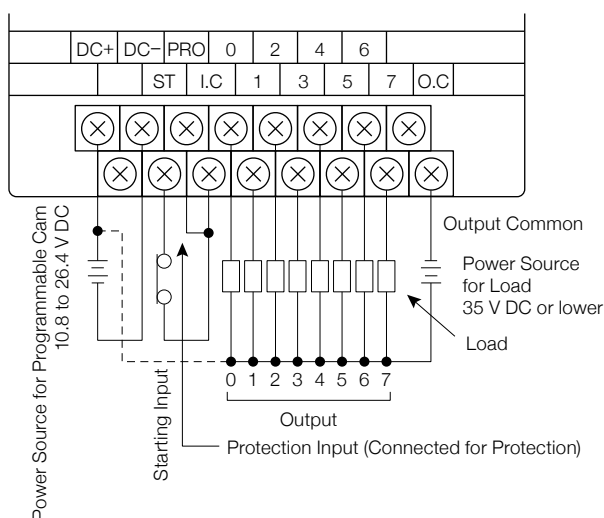 DC+ DC− PRO 0 2 4 6
ST I.C 1 3 5 7 O.C
Power Source for Programmable Cam
10.8 to 26.4 V DC
Starting Input
Output Common
Power Source
for Load
35 V DC or lower
Load
0 1 2 3 4 5 6 7
Output
Protection Input (Connected for Protection)